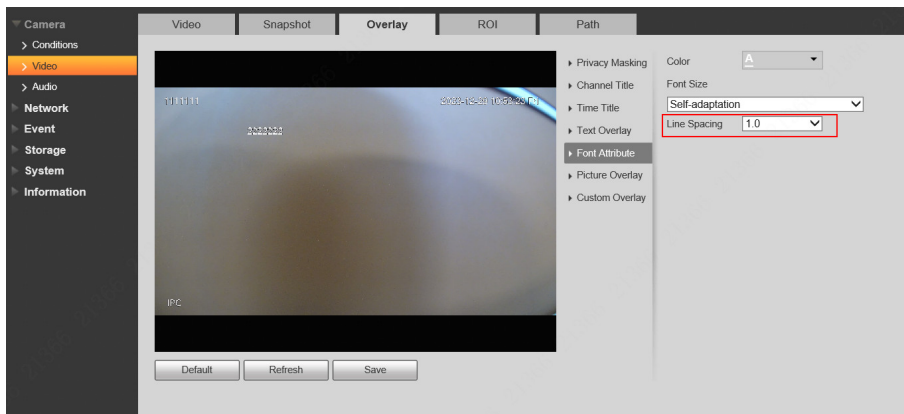 Camera
Conditions
Video
Audio
Network
Event
Storage
System
Information
Video Snapshot Overlay ROI Path
1111111
IPC
Default Refresh Save
Privacy Masking
Channel Title
Time Title
Text Overlay
Font Attribute
Picture Overlay
Custom Overlay
Color A
Font Size
Self-adaptation
Line Spacing 1.0